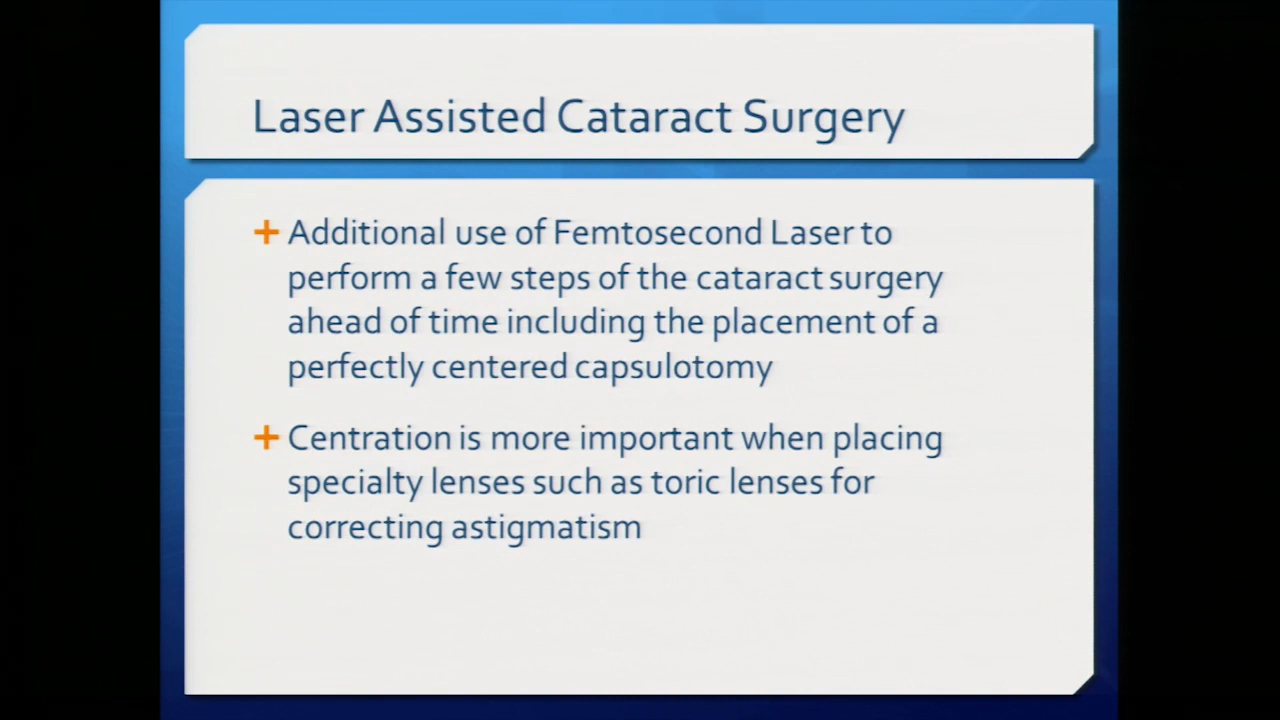 Laser Assisted Cataract Surgery
+ Additional use of Femtosecond Laser to
perform a few steps of the cataract surgery
ahead of time including the placement of a
perfectly centered capsulotomy
+ Centration is more important when placing
specialty lenses such as toric lenses for
correcting astigmatism